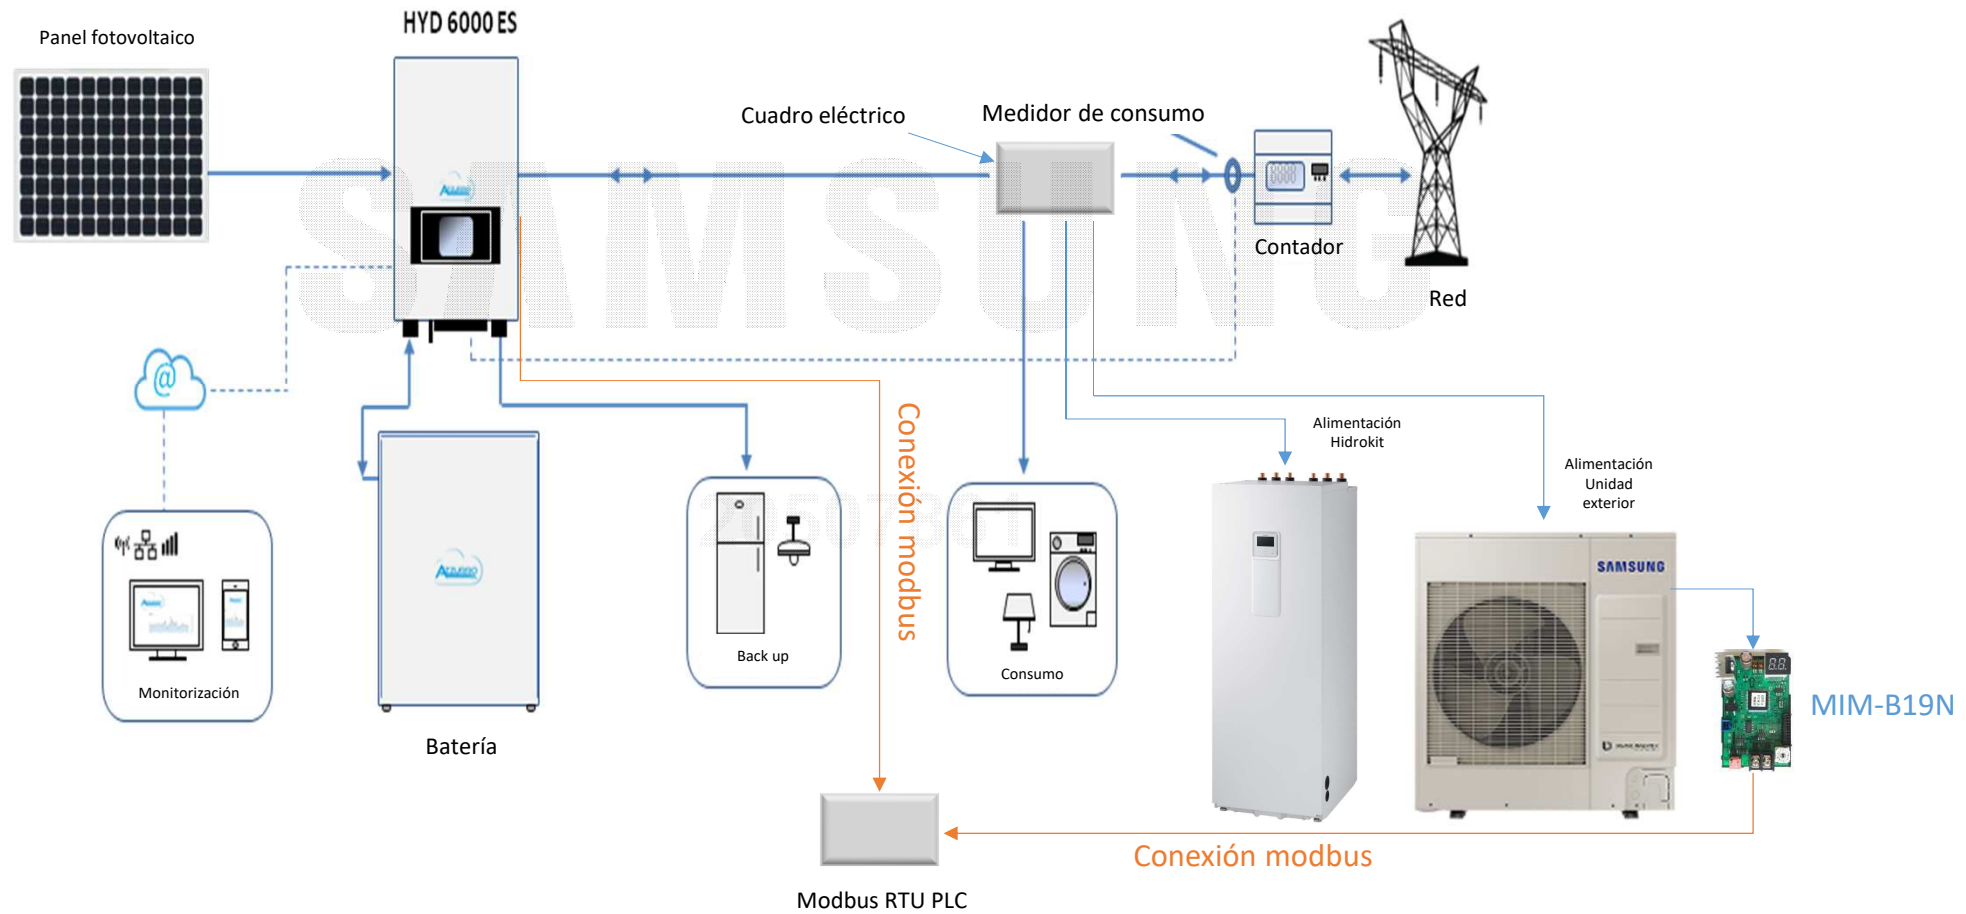 HYD 6000 ES
Panel fotovoltaico
Cuadro eléctrico
Medidor de consumo
SAMSUNG
Contador
Red
Conexión modbus
Alimentación
Hidrokit
Alimentación
Unidad
exterior
SAMSUNG
Back up
Consumo
Monitorización
MIM-B19N
Batería
Conexión modbus
Modbus RTU PLC